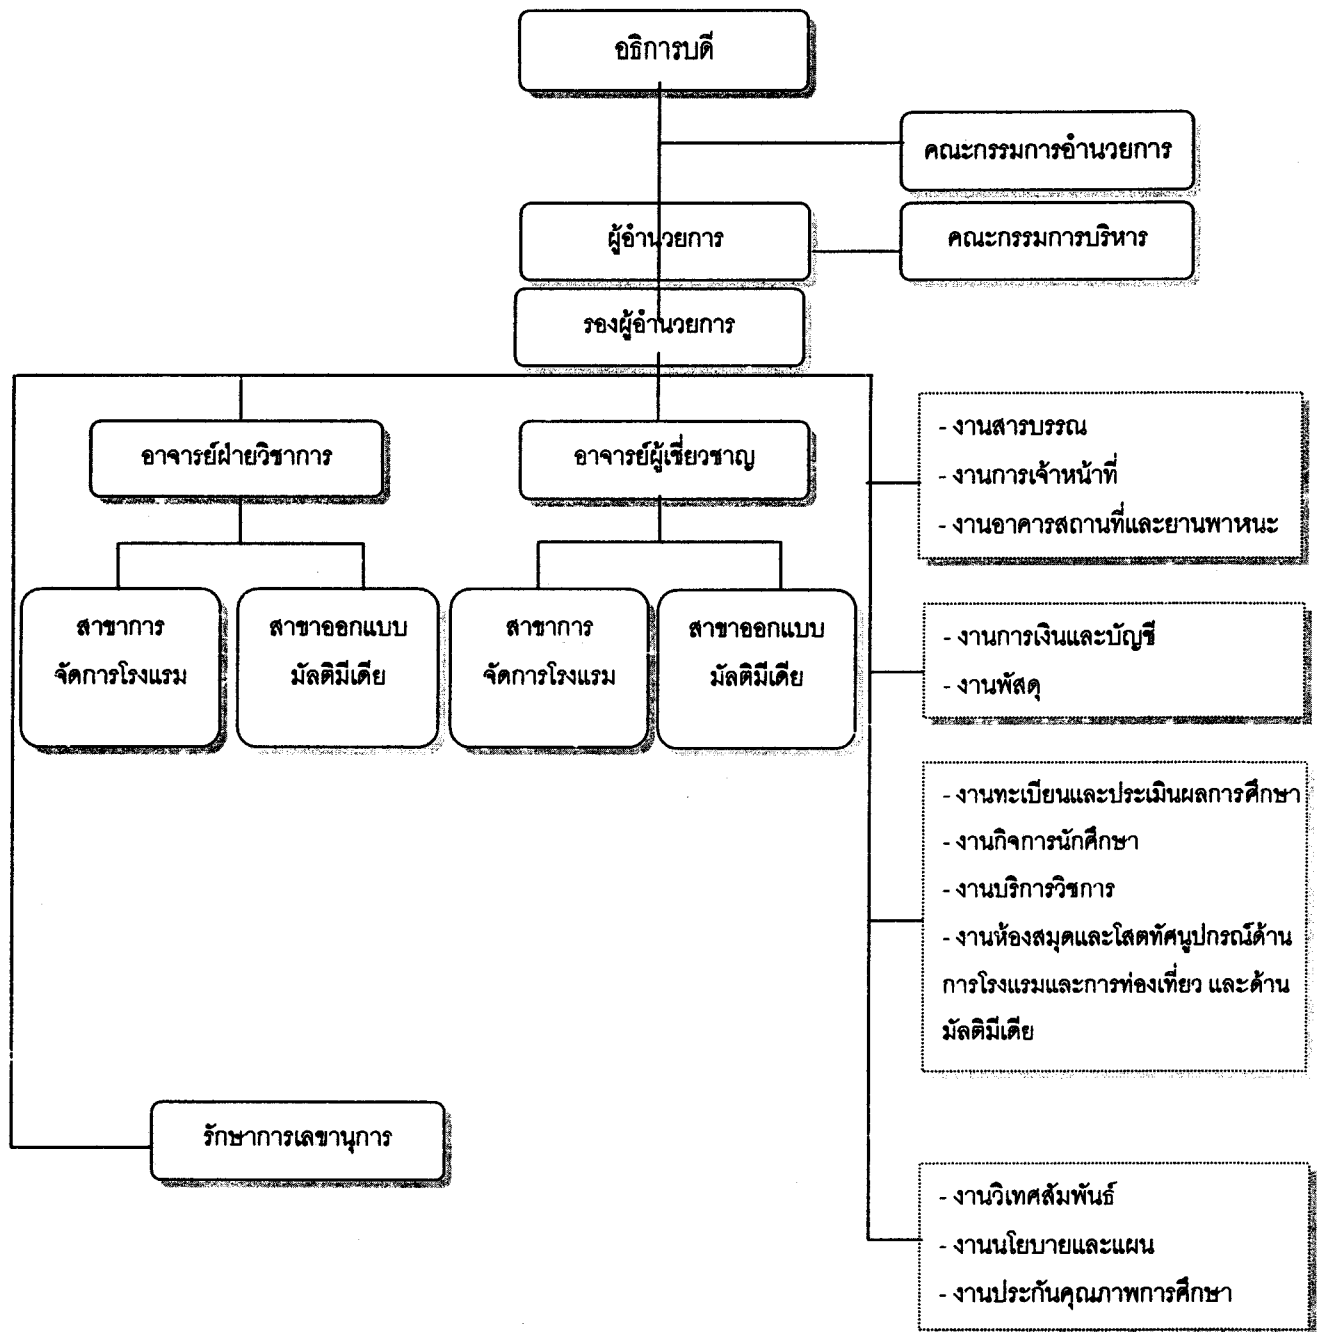 อธิการบดี
คณะกรรมการอำนวยการ
ผู้อำนวยการ
คณะกรรมการบริหาร
รองผู้อำนวยการ
อาจารย์ฝ่ายวิชาการ
อาจารย์ผู้เชี่ยวชาญ
- งานสารบรรณ
- งานการเจ้าหน้าที่
- งานอาคารสถานที่และยานพาหนะ
สาขาการ
จัดการโรงแรม
สาขาออกแบบ
มัลติมีเดีย
สาขาการ
จัดการโรงแรม
สาขาออกแบบ
มัลติมีเดีย
- งานการเงินและบัญชี
- งานพัสดุ
- งานทะเบียนและประเมินผลการศึกษา
- งานกิจการนักศึกษา
- งานบริการวิชการ
- งานห้องสมุดและโสตทัศนูปกรณ์ด้าน
การโรงแรมและการท่องเที่ยว และด้าน
มัลติมีเดีย
รักษาการเลขานุการ
- งานวิเทศสัมพันธ์
- งานนโยบายและแผน
- งานประกันคุณภาพการศึกษา